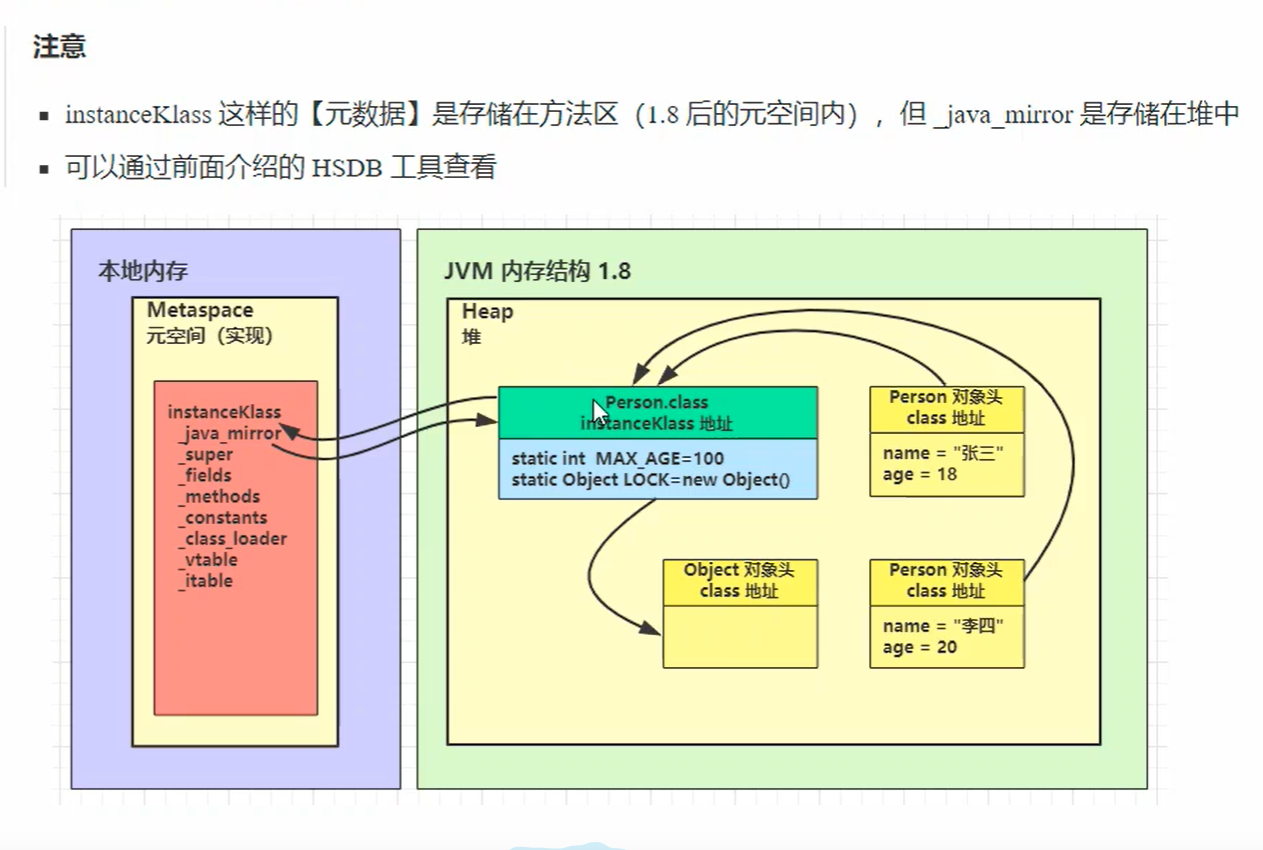 注意
instanceKlass 这样的【元数据】是存储在方法区（1.8 后的元空间内），但 _java_mirror 是存储在堆中
可以通过前面介绍的 HSDB 工具查看
本地内存
Metaspace
元空间（实现）
instanceKlass
_java_mirror
_super
_fields
_methods
_constants
_class_loader
_vtable
_itable
JVM 内存结构 1.8
Heap
堆
Person.class
instanceKlass 地址
static int MAX_AGE=100
static Object LOCK=new Object()
Person 对象头
class 地址
name = "张三"
age = 18
Object 对象头
class 地址
Person 对象头
class 地址
name = "李四"
age = 20